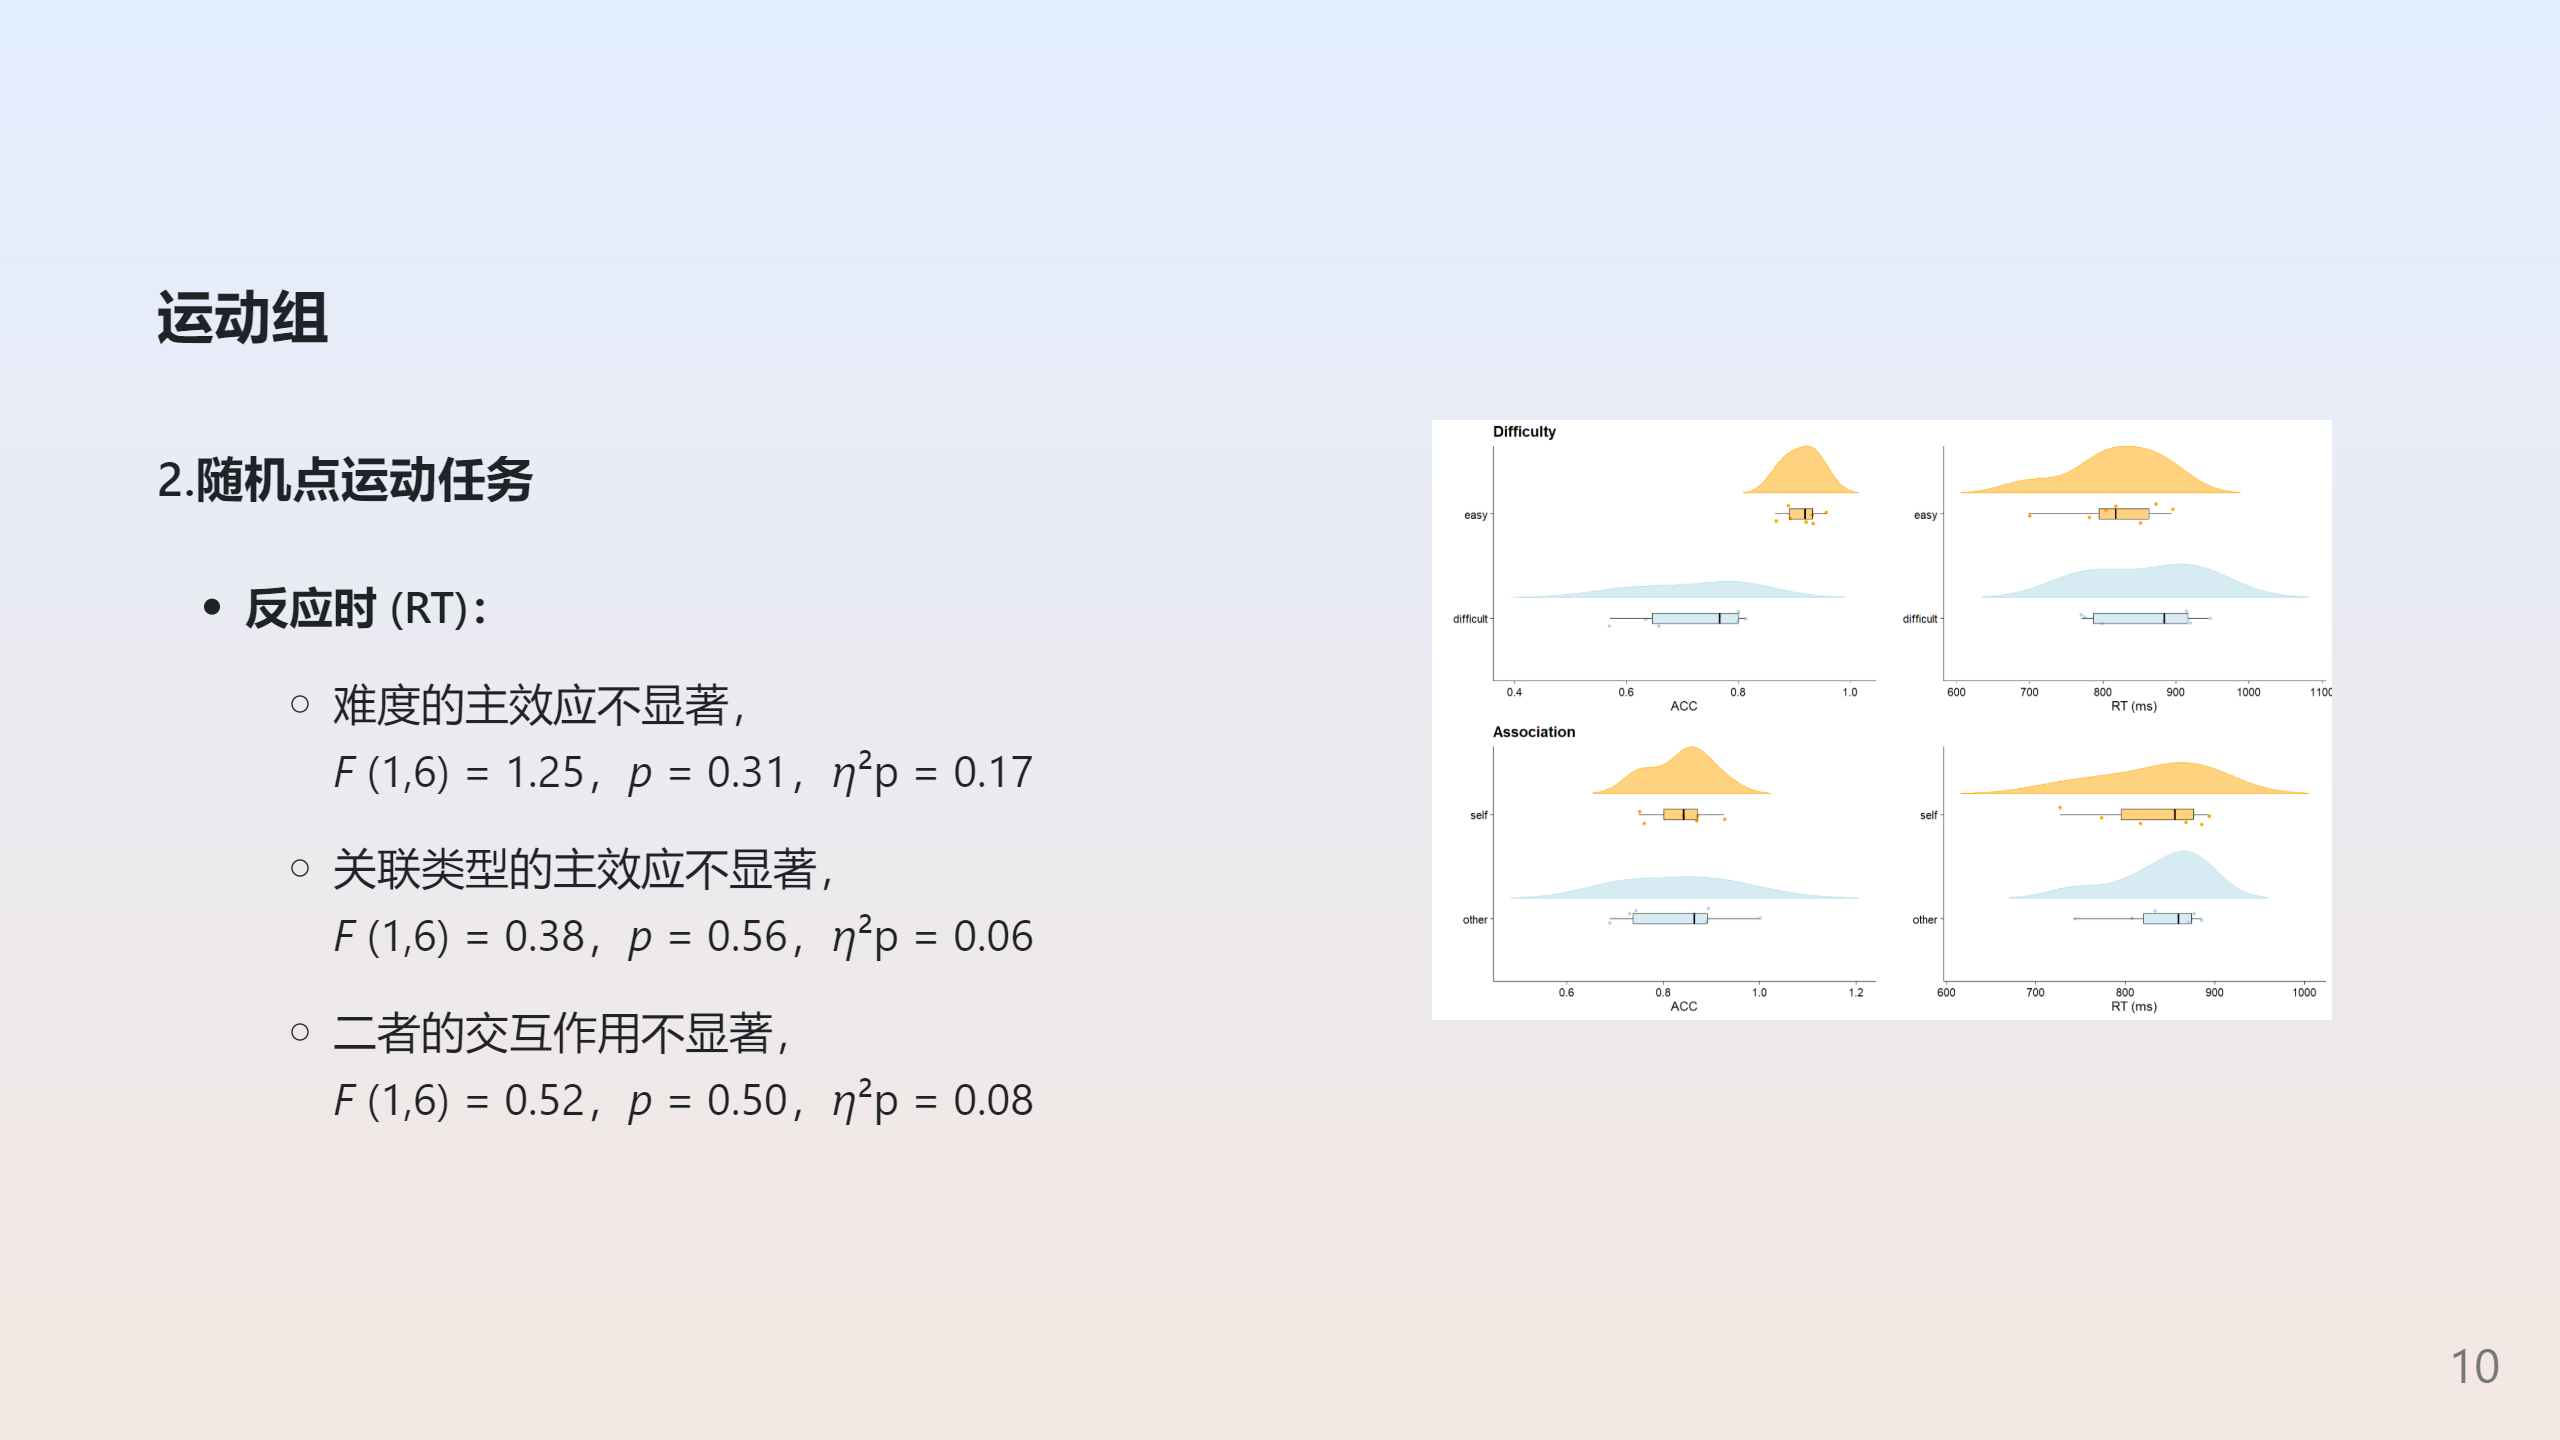 运动组
2.随机点运动任务
• 反应时 (RT)：
○ 难度的主效应不显著，
F (1,6) = 1.25，p = 0.31，η²p = 0.17
○ 关联类型的主效应不显著，
F (1,6) = 0.38，p = 0.56，η²p = 0.06
○ 二者的交互作用不显著，
F (1,6) = 0.52，p = 0.50，η²p = 0.08
Difficulty
easy
difficult
0.4 0.6 0.8 1.0
ACC
easy
difficult
600 700 800 900 1000 1100
RT (ms)
Association
self
other
0.6 0.8 1.0 1.2
ACC
self
other
600 700 800 900 1000
RT (ms)
10